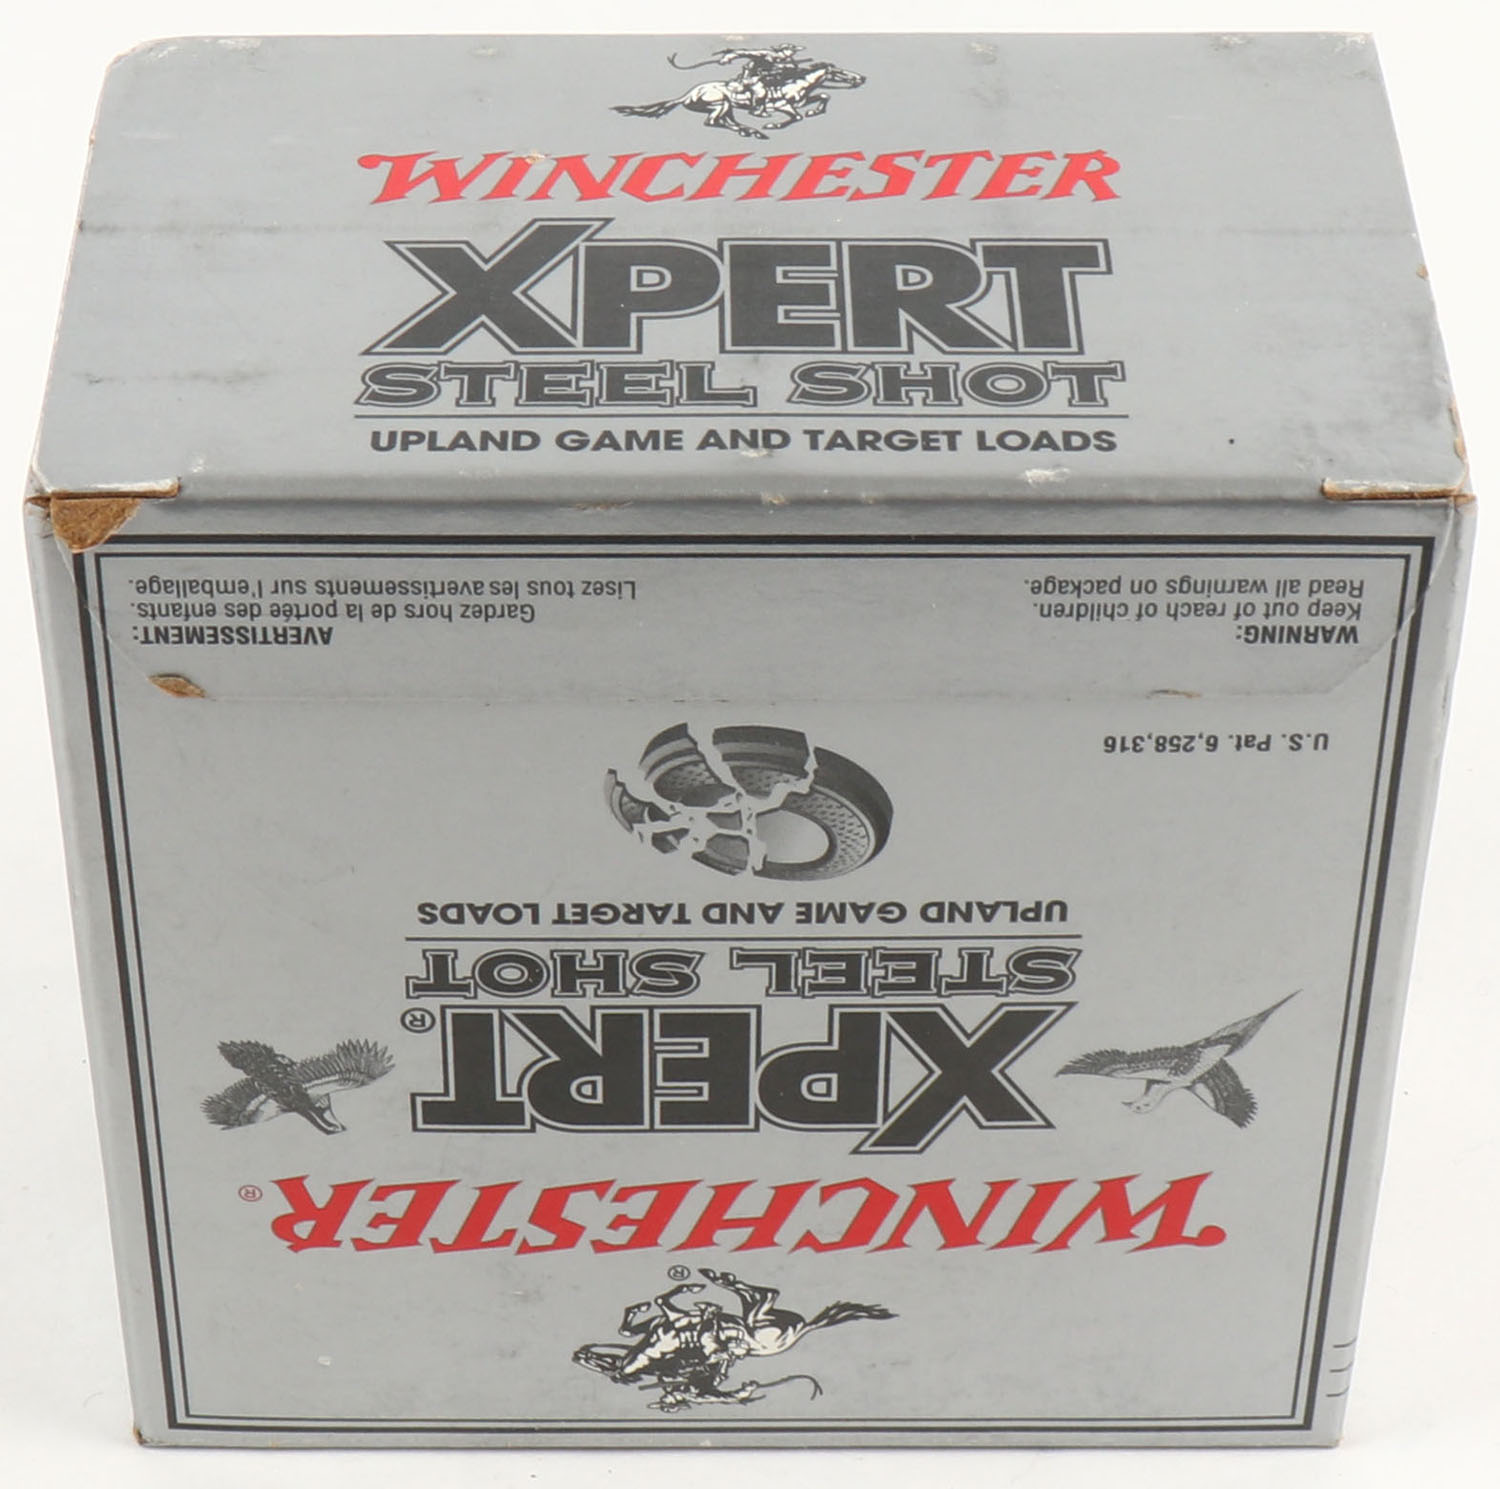 WINCHESTER
XPERT
STEEL SHOT
UPLAND GAME AND TARGET LOADS
WINCHESTER®
®
XPERT®
STEEL SHOT
UPLAND GAME AND TARGET LOADS
U.S. Pat. 6,258,316
WARNING:
Keep out of reach of children.
Read all warnings on package.
AVERTISSEMENT:
Gardez hors de la portée des enfants.
Lisez tous les avertissements sur l'emballage.